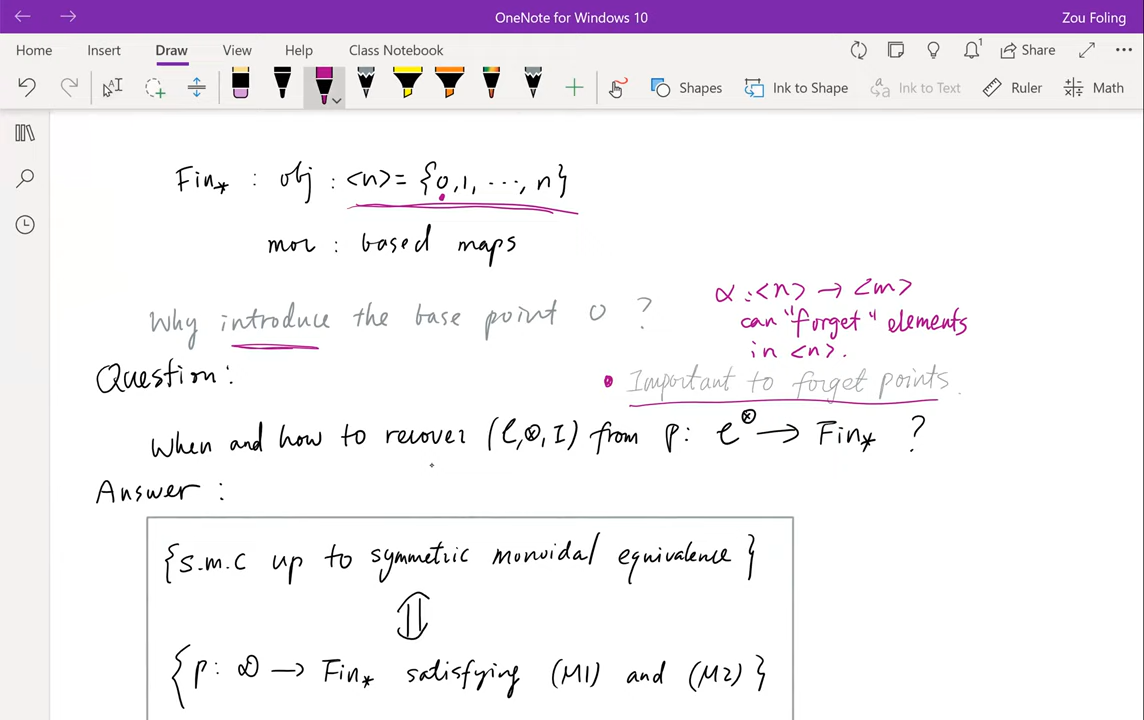 OneNote for Windows 10
Zou Foling
Home Insert Draw View Help Class Notebook
Share
Shapes Ink to Shape Ink to Text Ruler Math
Fin* : obj : <n> = {0,1, ..., n}
mor : based maps
Why introduce the base point 0 ?
α : <n> → <m>
can "forget" elements
in <n>.
Question:
• Important to forget points.
When and how to recover (C,⊗,I) from p: C^⊗ → Fin* ?
Answer :
{s.m.c up to symmetric monoidal equivalence}
⇕
{p: D → Fin* satisfying (M1) and (M2)}